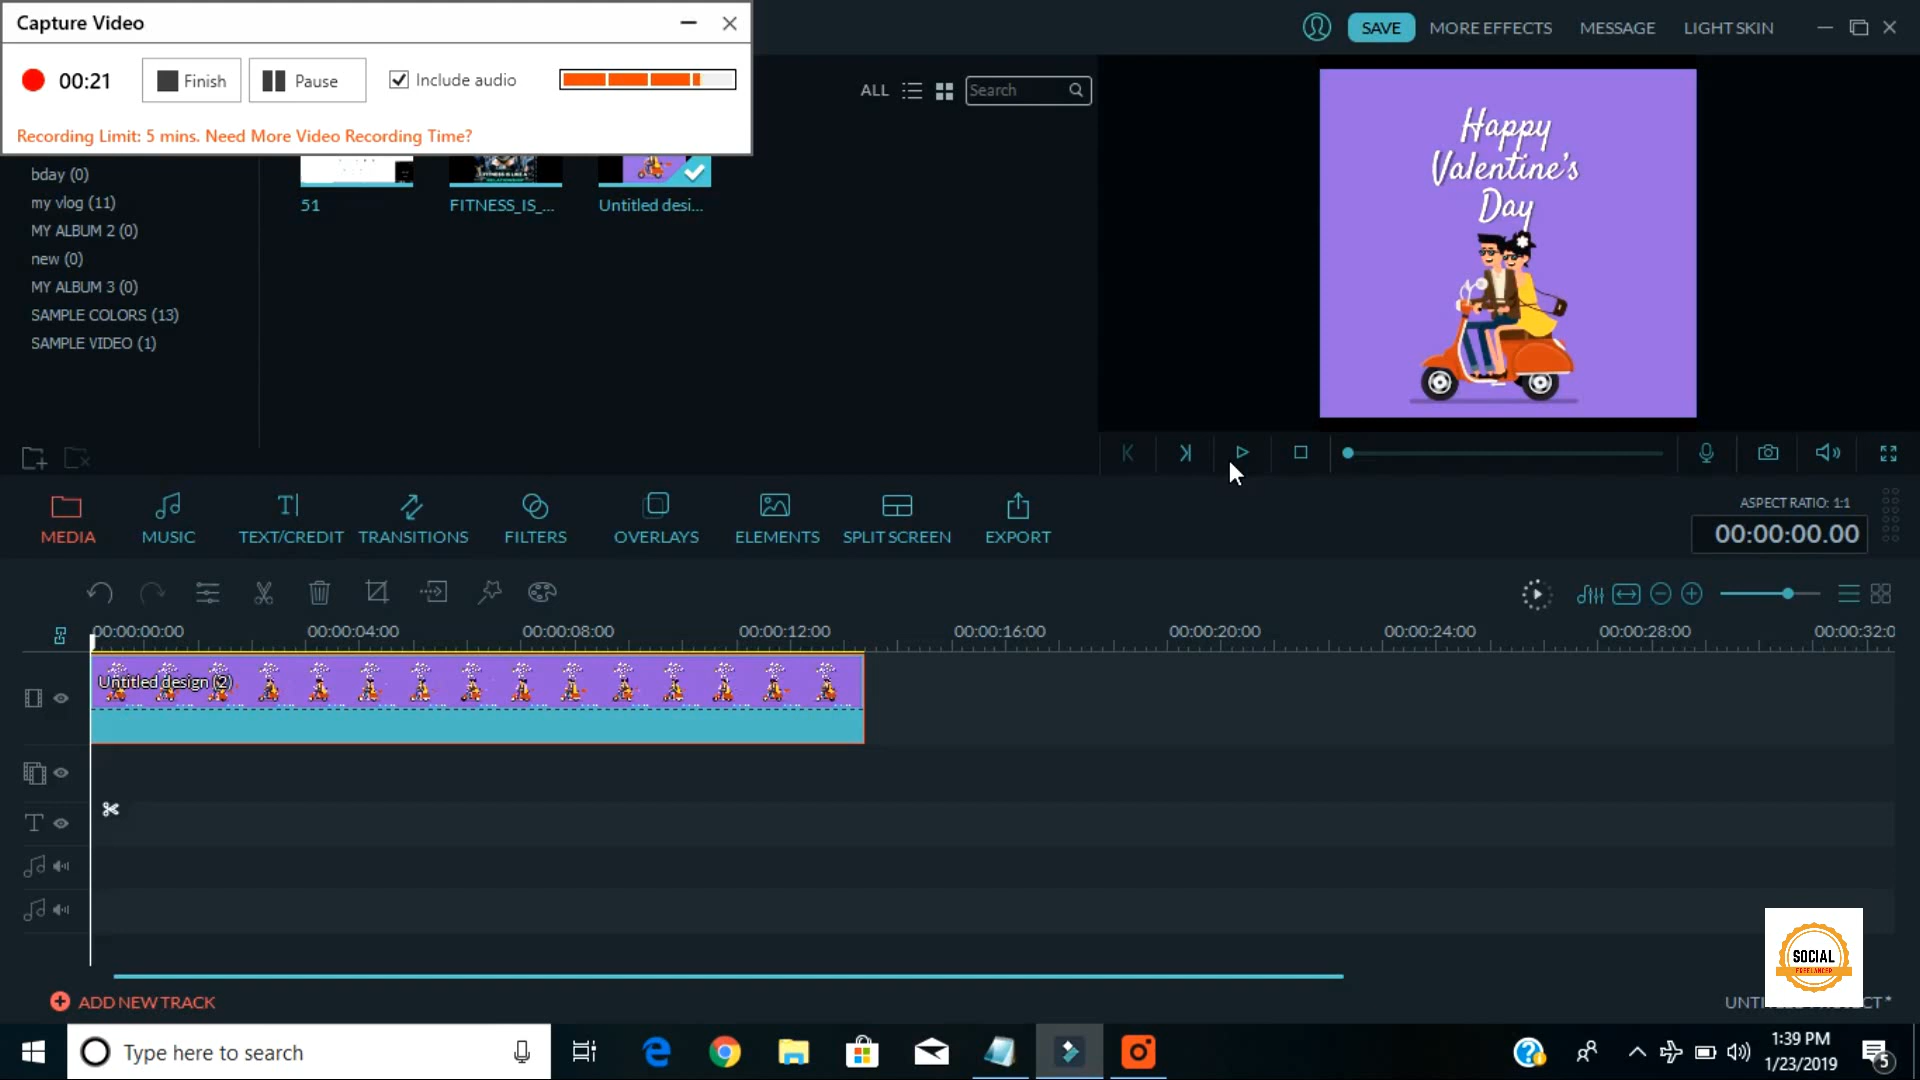 Capture Video
00:21
Finish
Pause
Include audio
Recording Limit: 5 mins. Need More Video Recording Time?
SAVE
MORE EFFECTS
MESSAGE
LIGHT SKIN
ALL
Search
bday (0)
my vlog (11)
MY ALBUM 2 (0)
new (0)
MY ALBUM 3 (0)
SAMPLE COLORS (13)
SAMPLE VIDEO (1)
51
FITNESS_IS_...
Untitled desi...
Happy
Valentine's
Day
MEDIA
MUSIC
TEXT/CREDIT
TRANSITIONS
FILTERS
OVERLAYS
ELEMENTS
SPLIT SCREEN
EXPORT
ASPECT RATIO: 1:1
00:00:00.00
00:00:00:00
00:00:04:00
00:00:08:00
00:00:12:00
00:00:16:00
00:00:20:00
00:00:24:00
00:00:28:00
00:00:32:0
Untitled design (2)
SOCIAL
FREELANCER
ADD NEW TRACK
Type here to search
1:39 PM
1/23/2019
5